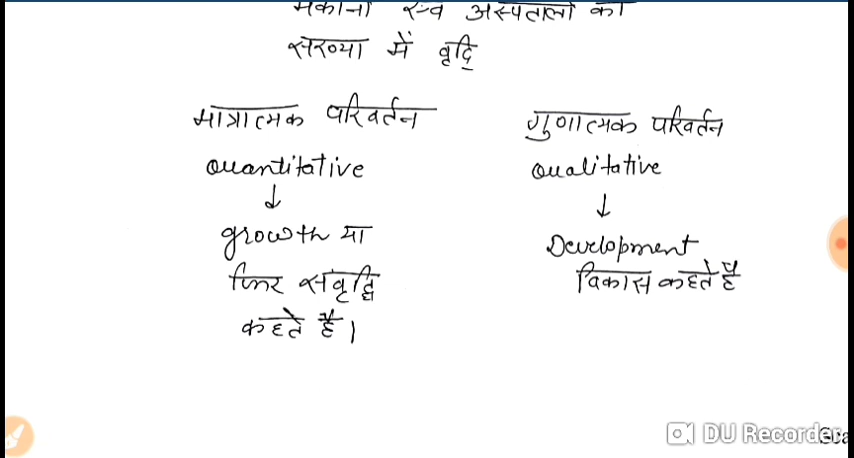 मकानों एवं अस्पतालों की
संख्या में वृद्धि
मात्रात्मक परिवर्तन
Quantitative
↓
growth या
फिर संवृद्धि
कहते हैं।
गुणात्मक परिवर्तन
Qualitative
↓
Development
विकास कहते हैं
DU Recorder